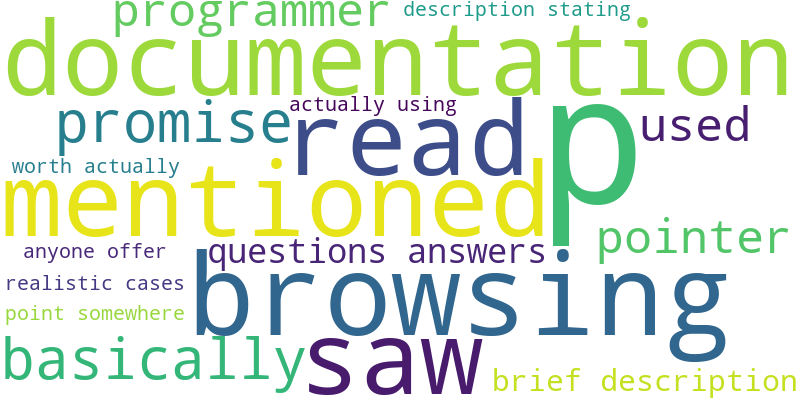 programmer
description stating
documentation
actually using
promise
read
p
used
worth actually
mentioned
pointer
anyone offer
questions answers
realistic cases
browsing
point somewhere
basically
saw
brief description